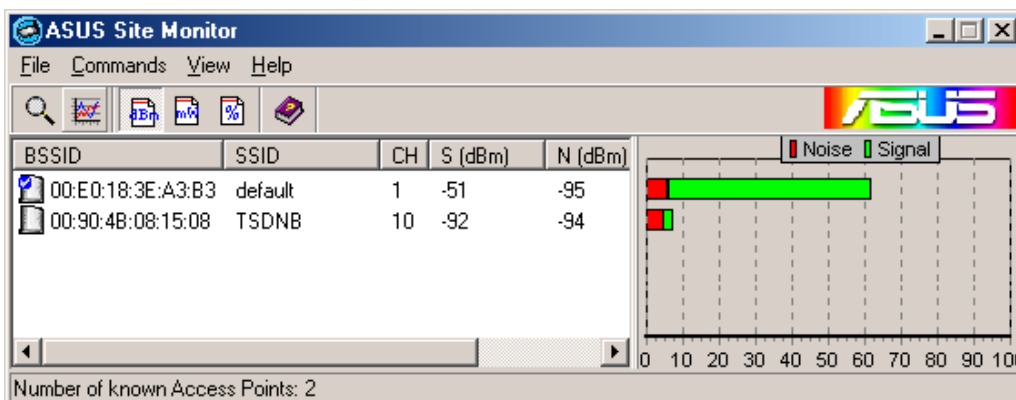 ASUS Site Monitor
File Commands View Help
dBm mW %
ASUS
BSSID SSID CH S (dBm) N (dBm)
00:E0:18:3E:A3:B3 default 1 -51 -95
00:90:4B:08:15:08 TSDNB 10 -92 -94
Noise Signal
0 10 20 30 40 50 60 70 80 90
Number of known Access Points: 2